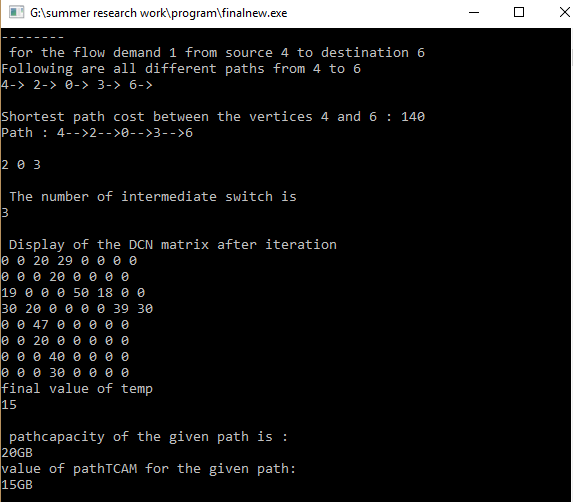 G:\summer research work\program\finalnew.exe
--------
for the flow demand 1 from source 4 to destination 6
Following are all different paths from 4 to 6
4-> 2-> 0-> 3-> 6->
Shortest path cost between the vertices 4 and 6 : 140
Path : 4-->2-->0-->3-->6
2 0 3
The number of intermediate switch is
3
Display of the DCN matrix after iteration
0 0 20 29 0 0 0 0
0 0 0 20 0 0 0 0
19 0 0 0 50 18 0 0
30 20 0 0 0 0 39 30
0 0 47 0 0 0 0 0
0 0 20 0 0 0 0 0
0 0 0 40 0 0 0 0
0 0 0 30 0 0 0 0
final value of temp
15
pathcapacity of the given path is :
20GB
value of pathTCAM for the given path:
15GB